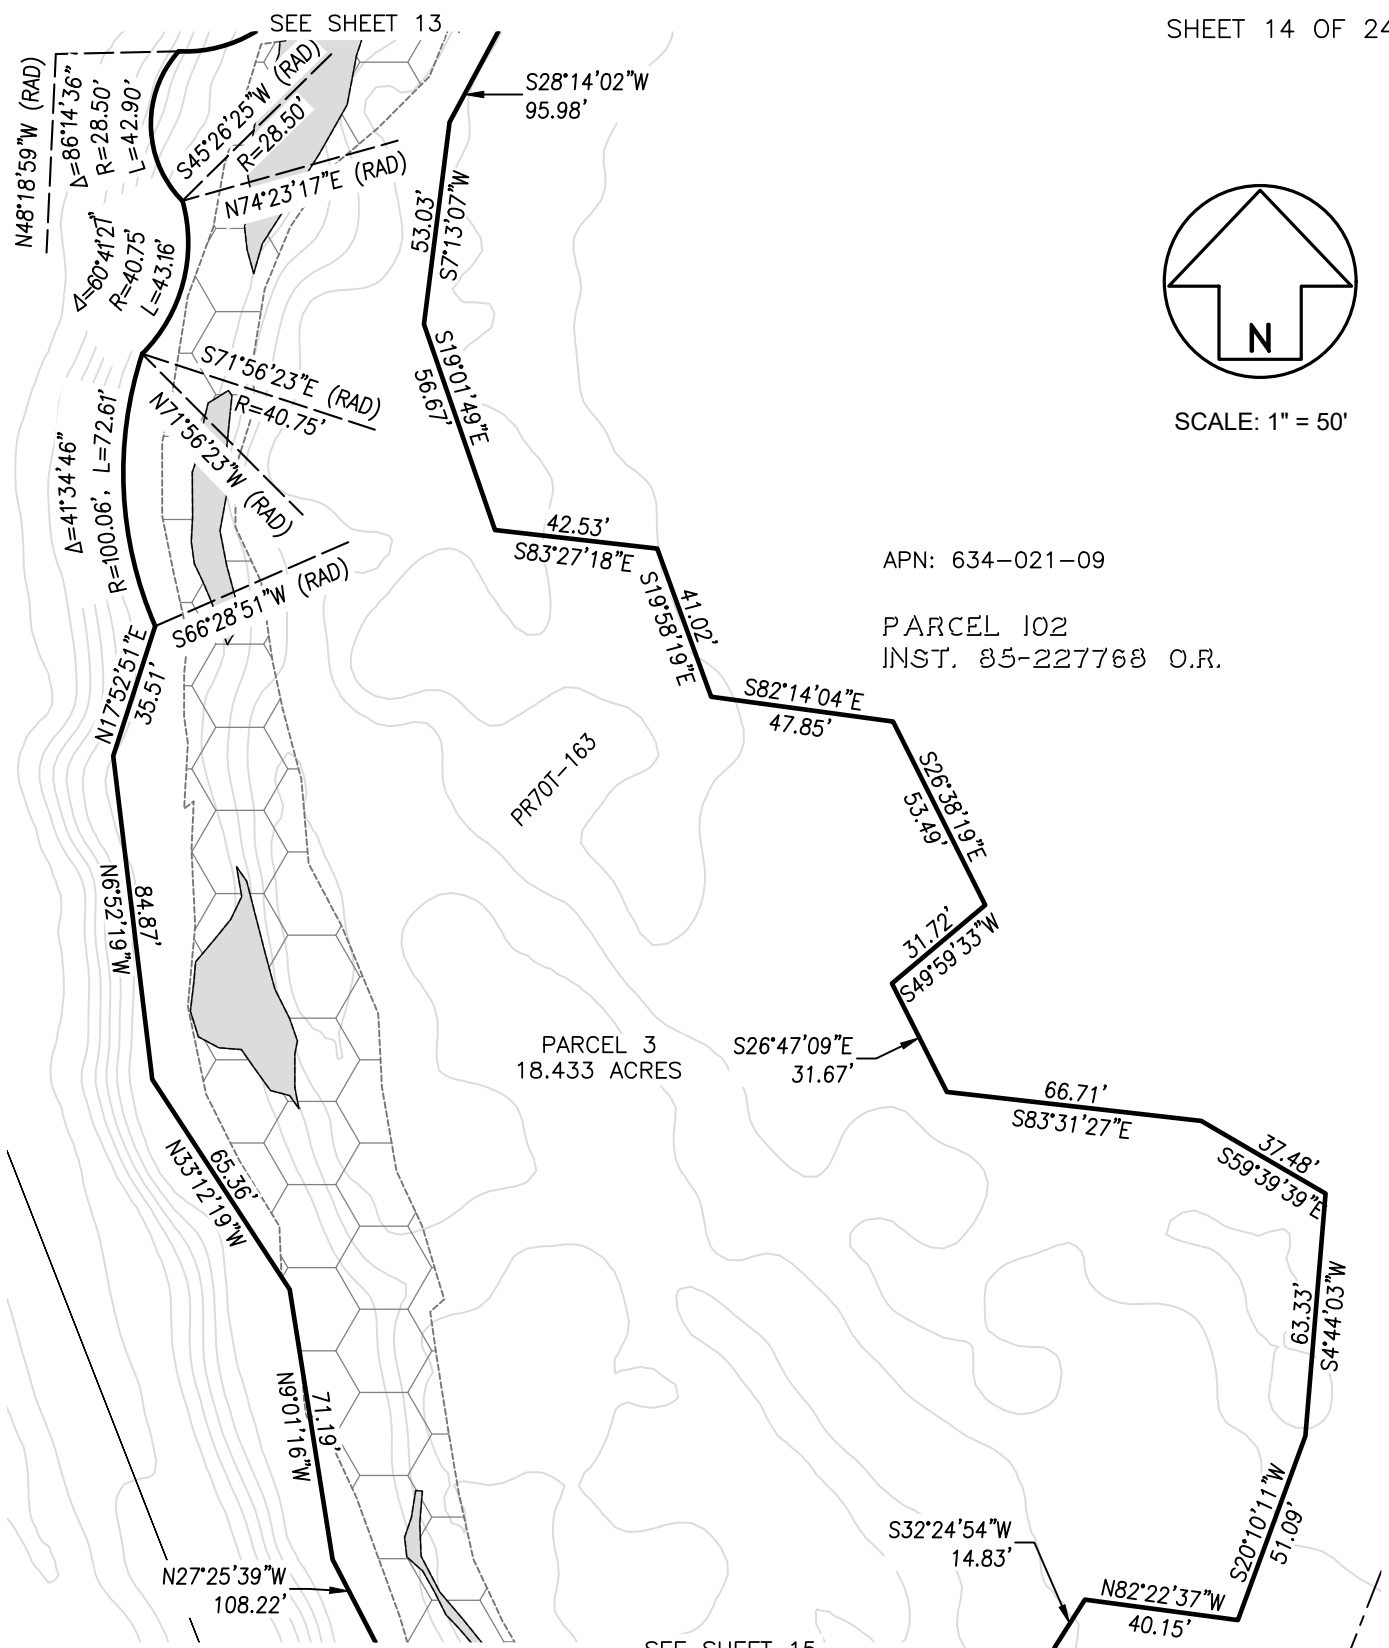 SEE SHEET 13
SHEET 14 OF 24
N48°18'59"W (RAD)
Δ=86°14'36"
R=28.50'
L=42.90'
S45°26'25"W (RAD)
R=28.50'
N74°23'17"E (RAD)
S28°14'02"W
95.98'
53.03'
S7°13'07"W
Δ=60°41'27"
R=40.75'
L=43.16'
N
SCALE: 1" = 50'
S71°56'23"E (RAD)
R=40.75'
N71°56'23"W (RAD)
S19°01'49"E
56.67'
Δ=41°34'46"
R=100.06', L=72.61'
42.53'
S83°27'18"E
S66°28'51"W (RAD)
APN: 634-021-09
PARCEL 102
INST. 85-227768 O.R.
41.02'
S19°58'19"E
N17°52'51"E
35.51'
S82°14'04"E
47.85'
PR70T-163
S26°38'19"E
53.49'
84.87'
N6°52'19"W
31.72'
S49°59'33"W
PARCEL 3
18.433 ACRES
S26°47'09"E
31.67'
66.71'
S83°31'27"E
37.48'
S59°39'39"E
65.36'
N33°12'19"W
63.33'
S4°44'03"W
71.19'
N9°01'16"W
S20°10'11"W
51.09'
S32°24'54"W
14.83'
N27°25'39"W
108.22'
N82°22'37"W
40.15'
SEE SHEET 15